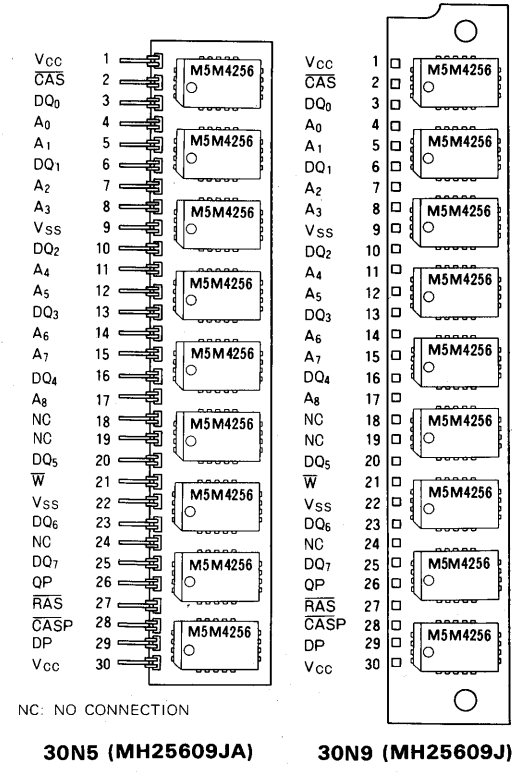 VCC 1 M5M4256
C̅A̅S̅ 2
DQ0 3
A0 4
A1 5 M5M4256
DQ1 6
A2 7
A3 8 M5M4256
VSS 9
DQ2 10
A4 11
A5 12 M5M4256
DQ3 13
A6 14
A7 15 M5M4256
DQ4 16
A8 17
NC 18 M5M4256
NC 19
DQ5 20
W̅ 21 M5M4256
VSS 22
DQ6 23
NC 24
DQ7 25 M5M4256
QP 26
R̅A̅S̅ 27
C̅A̅S̅P̅ 28 M5M4256
DP 29
VCC 30
NC: NO CONNECTION
30N5 (MH25609JA)
VCC 1 M5M4256
C̅A̅S̅ 2
DQ0 3
A0 4
A1 5 M5M4256
DQ1 6
A2 7
A3 8 M5M4256
VSS 9
DQ2 10
A4 11 M5M4256
A5 12
DQ3 13
A6 14
A7 15 M5M4256
DQ4 16
A8 17
NC 18 M5M4256
NC 19
DQ5 20
W̅ 21 M5M4256
VSS 22
DQ6 23
NC 24
DQ7 25 M5M4256
QP 26
R̅A̅S̅ 27
C̅A̅S̅P̅ 28 M5M4256
DP 29
VCC 30
30N9 (MH25609J)